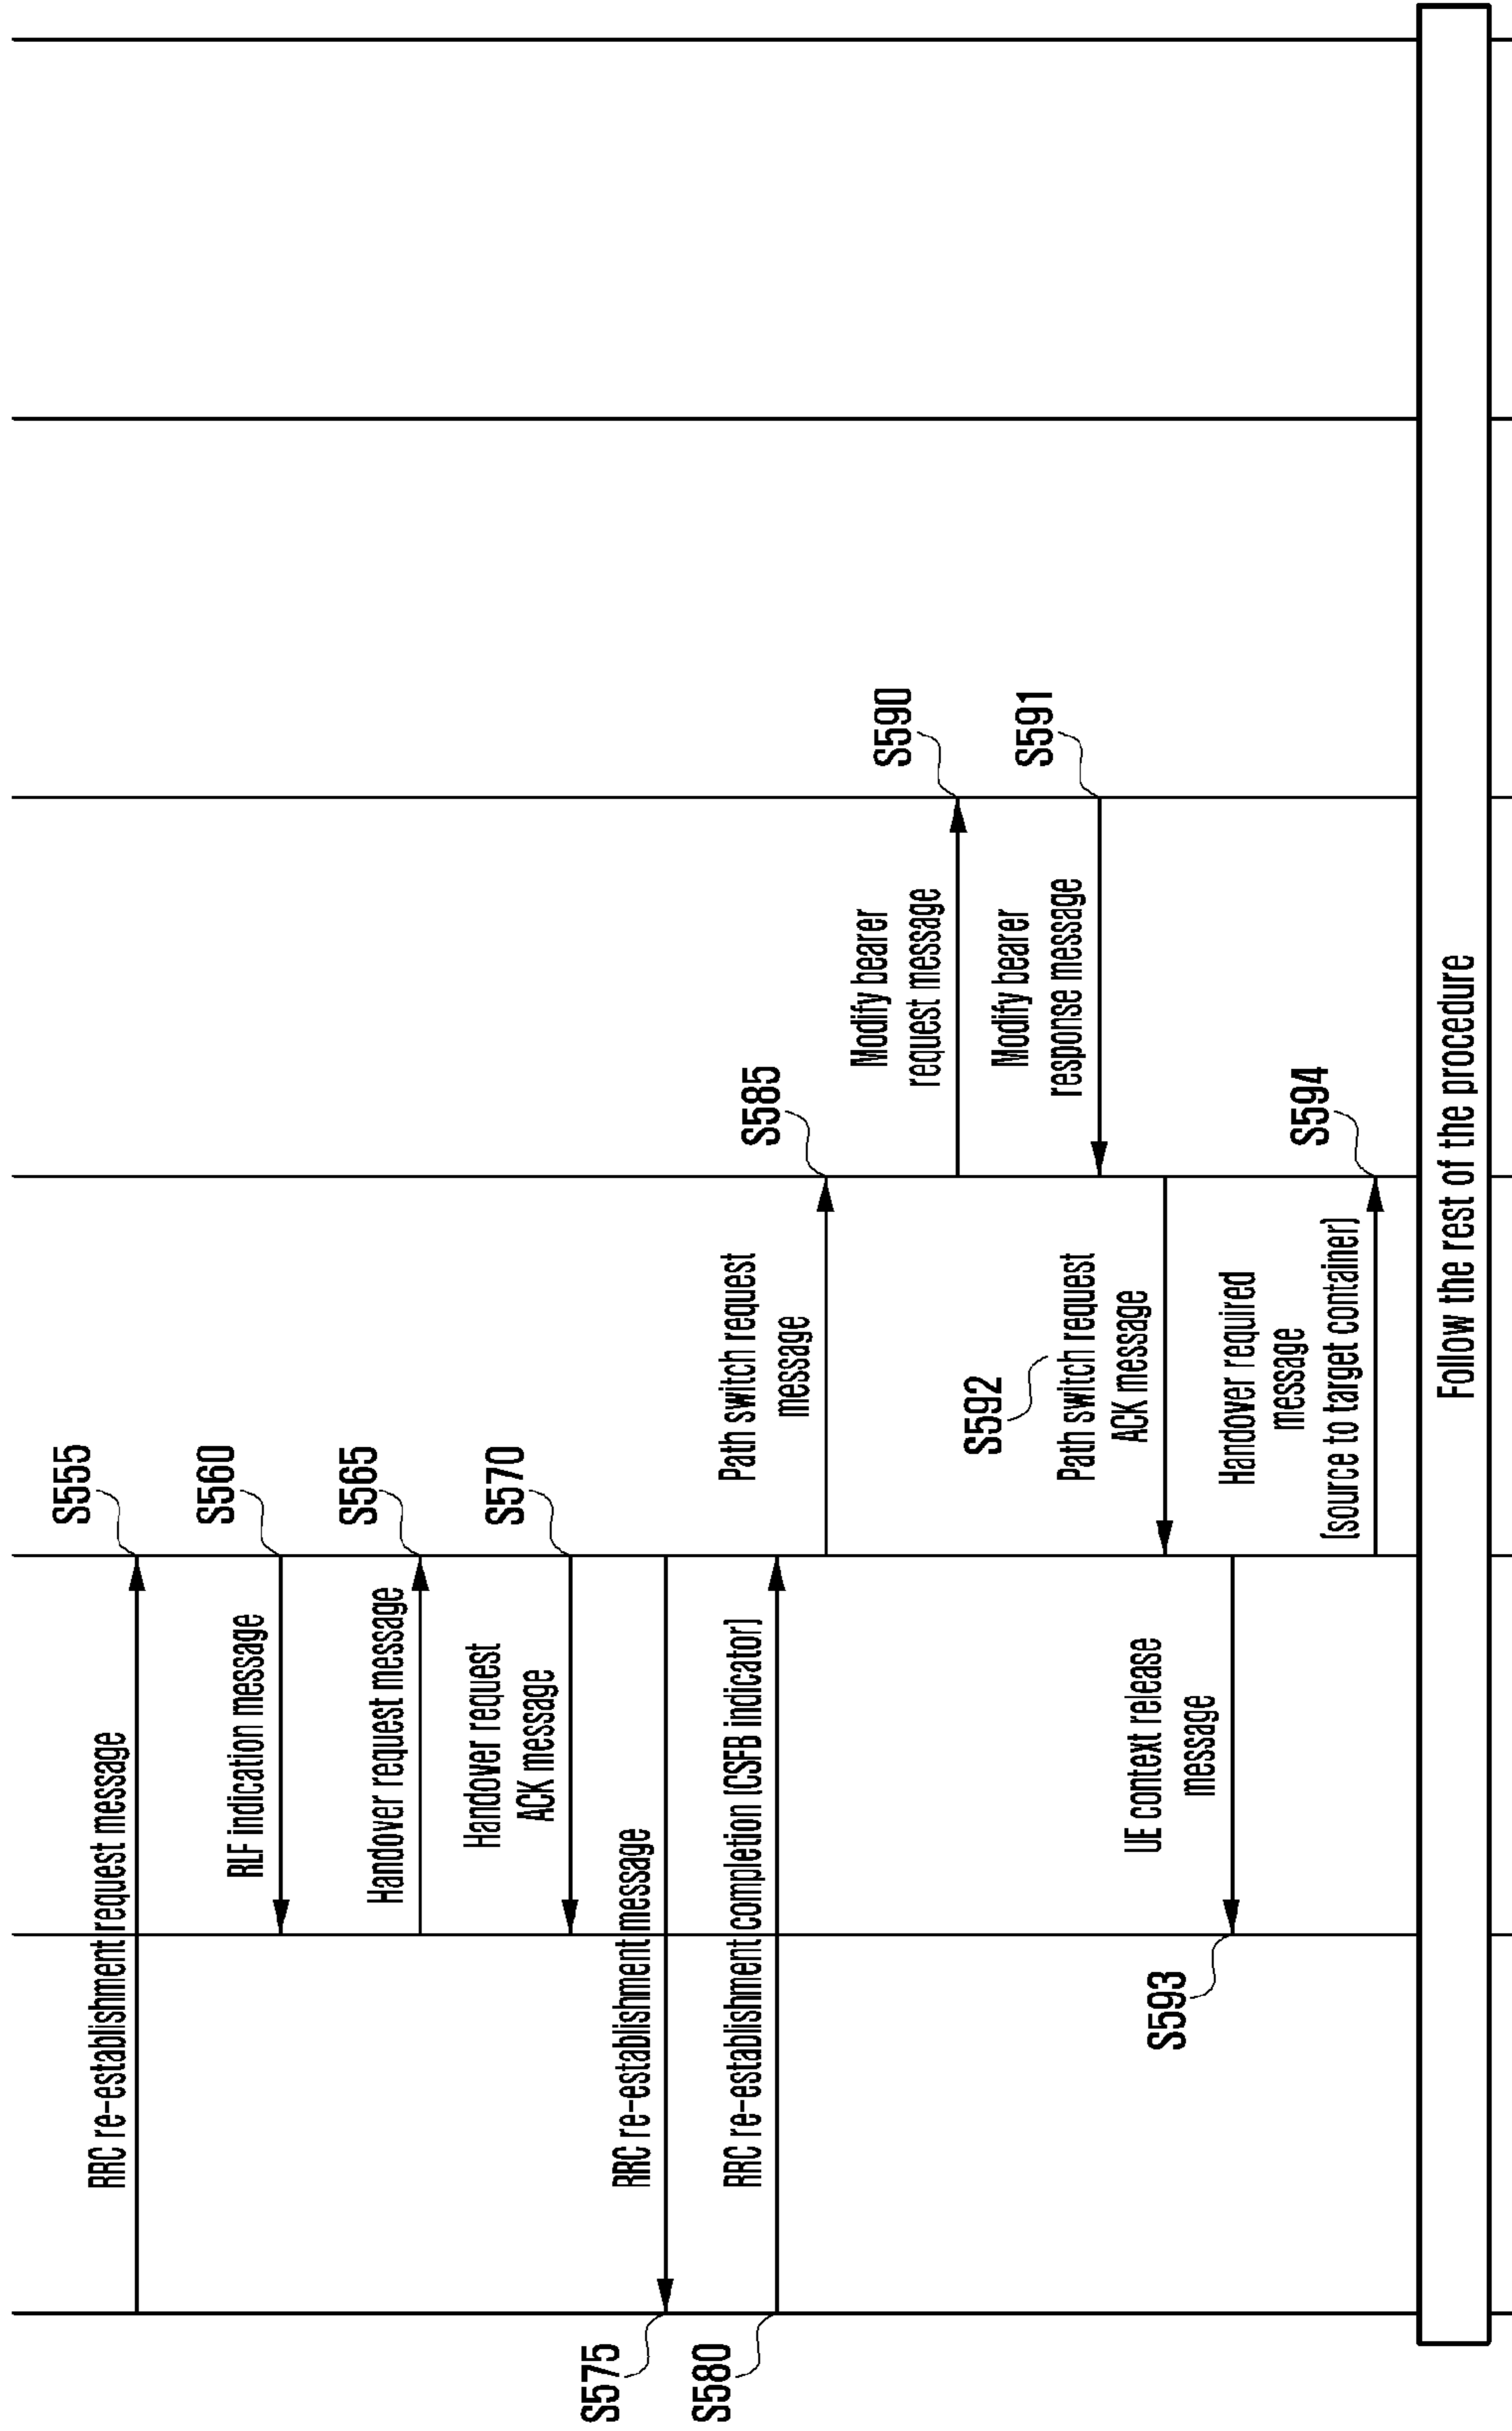 S555
RRC re-establishment request message
S560
RLF indication message
S565
Handover request message
S570
Handover request
ACK message
S575
RRC re-establishment message
S580
RRC re-establishment completion (CSFB indicator)
S585
Path switch request
message
S590
Modify bearer
request message
S591
Modify bearer
response message
S592
Path switch request
ACK message
S593
UE context release
message
S594
Handover required
message
(source to target container)
Follow the rest of the procedure